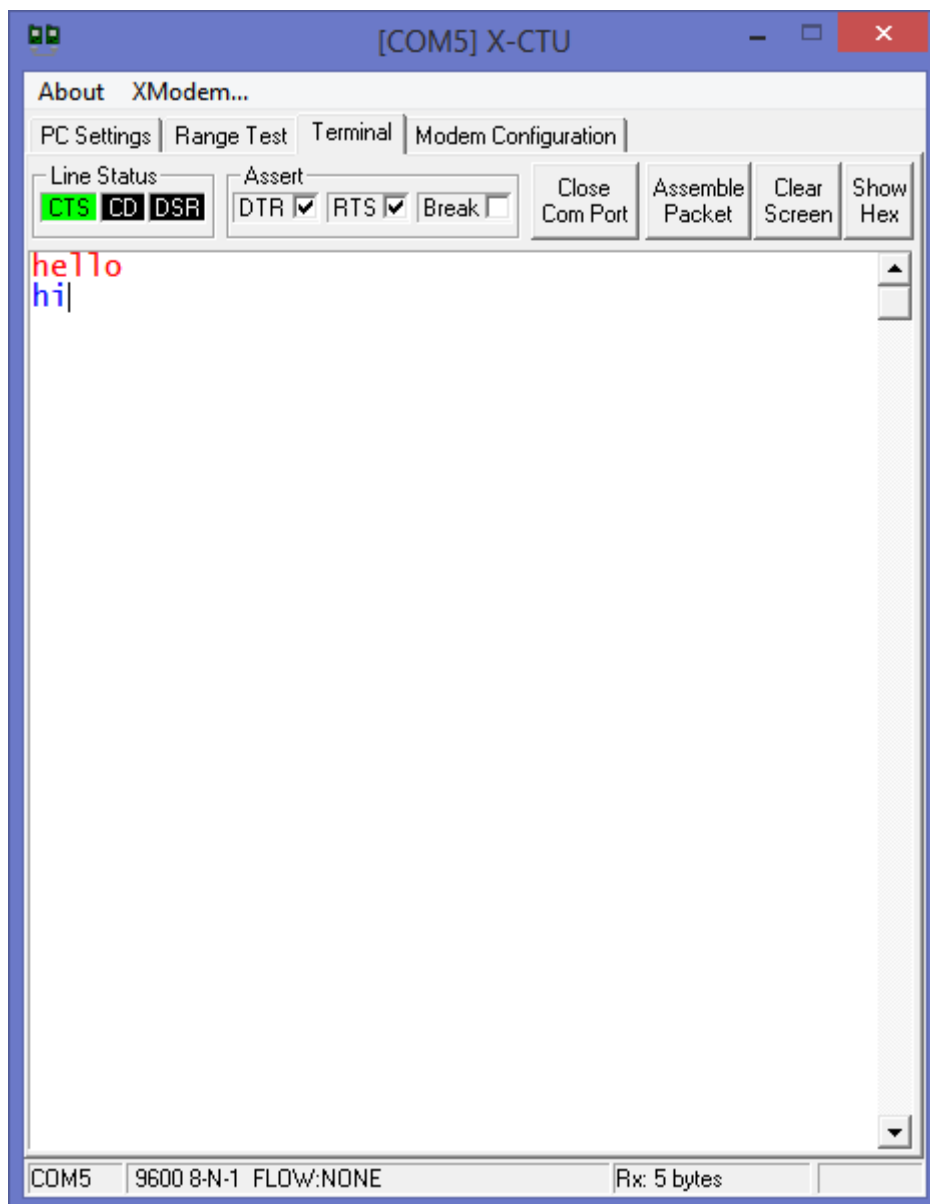 [COM5] X-CTU
About XModem...
PC Settings Range Test Terminal Modem Configuration
Line Status Assert
CTS CD DSR DTR RTS Break
Close Com Port
Assemble Packet
Clear Screen
Show Hex
hello
hi
COM5 9600 8-N-1 FLOW:NONE Rx: 5 bytes